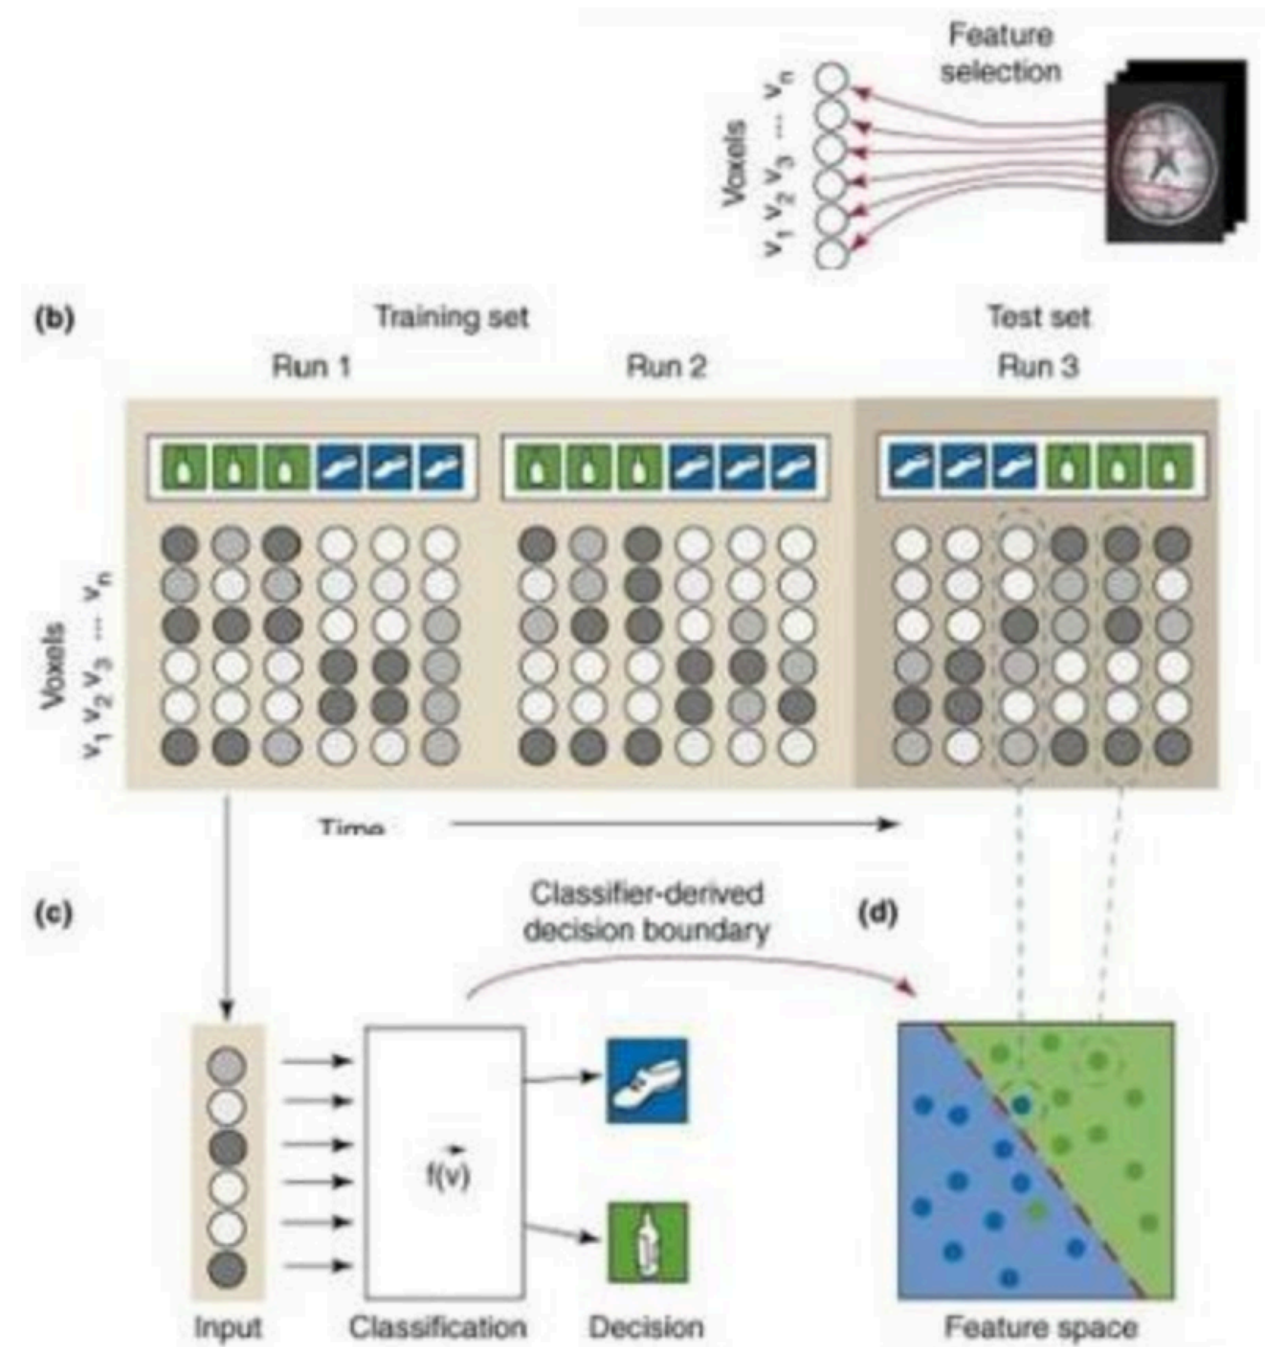 Feature
selection
Voxels
v1 v2 v3 ... vn
(b)
Training set
Test set
Run 1
Run 2
Run 3
Voxels
v1 v2 v3 ... vn
Time
(c)
Classifier-derived
decision boundary
(d)
f(v)
Input
Classification
Decision
Feature space